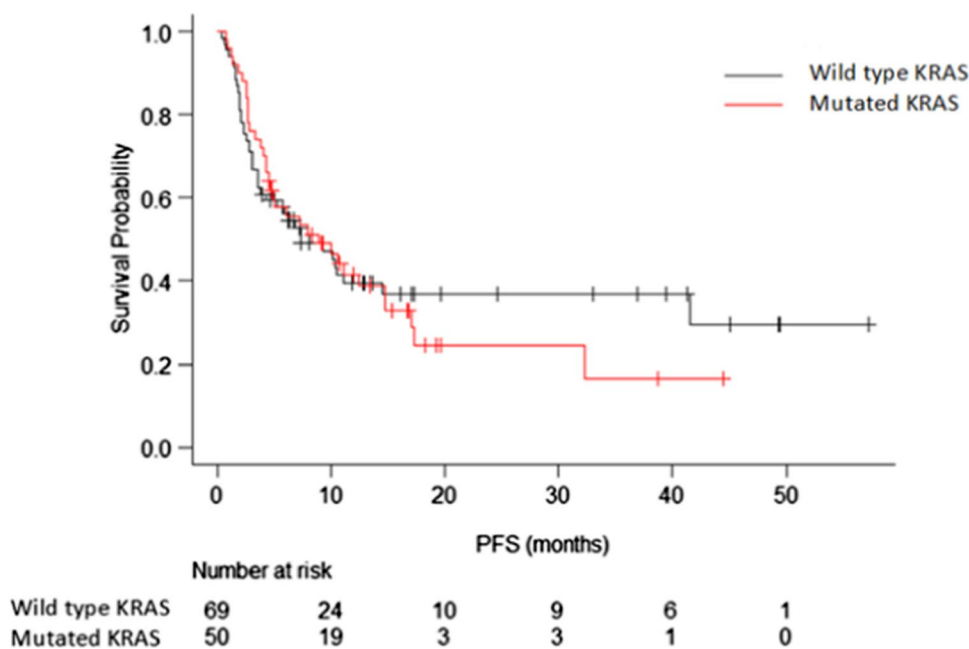 1.0
0.8
0.6
0.4
0.2
0.0
Survival Probability
Wild type KRAS
Mutated KRAS
0 10 20 30 40 50
PFS (months)
Number at risk
Wild type KRAS 69 24 10 9 6 1
Mutated KRAS 50 19 3 3 1 0